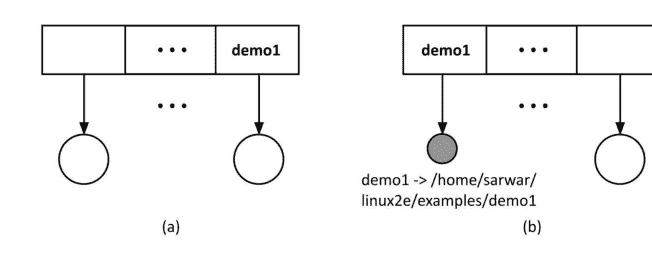 • • • demo1 demo1 • • •
• • • • • •
demo1 -> /home/sarwar/
linux2e/examples/demo1
(a) (b)